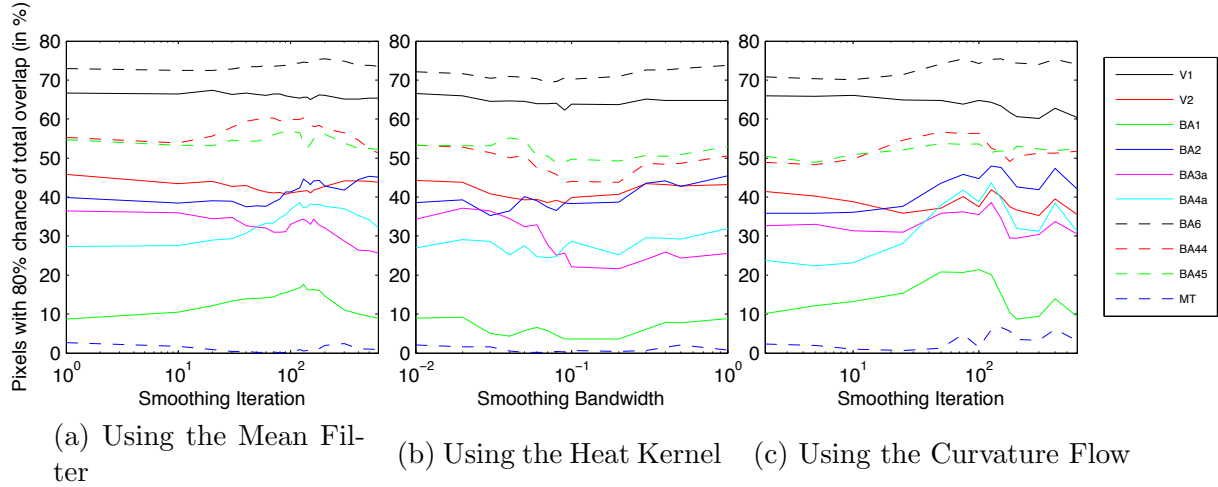 Pixels with 80% chance of total overlap (in %)
80
70
60
50
40
30
20
10
0
10^0
10^1
10^2
Smoothing Iteration
80
70
60
50
40
30
20
10
0
10^-2
10^-1
10^0
Smoothing Bandwidth
80
70
60
50
40
30
20
10
0
10^1
10^2
Smoothing Iteration
V1
V2
BA1
BA2
BA3a
BA4a
BA6
BA44
BA45
MT
(a) Using the Mean Fil-
ter
(b) Using the Heat Kernel
(c) Using the Curvature Flow